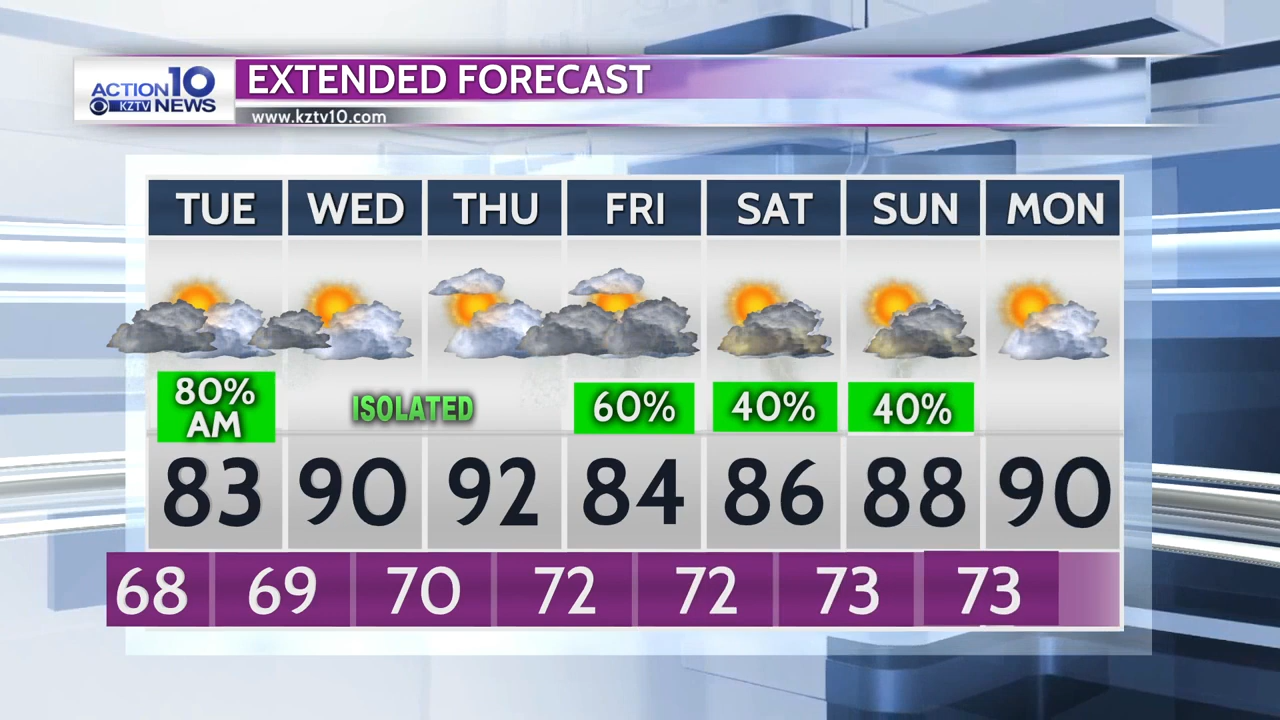 ACTION 10
KZTV NEWS
EXTENDED FORECAST
www.kztv10.com
TUE WED THU FRI SAT SUN MON
80%
AM
ISOLATED 60% 40% 40%
83 90 92 84 86 88 90
68 69 70 72 72 73 73